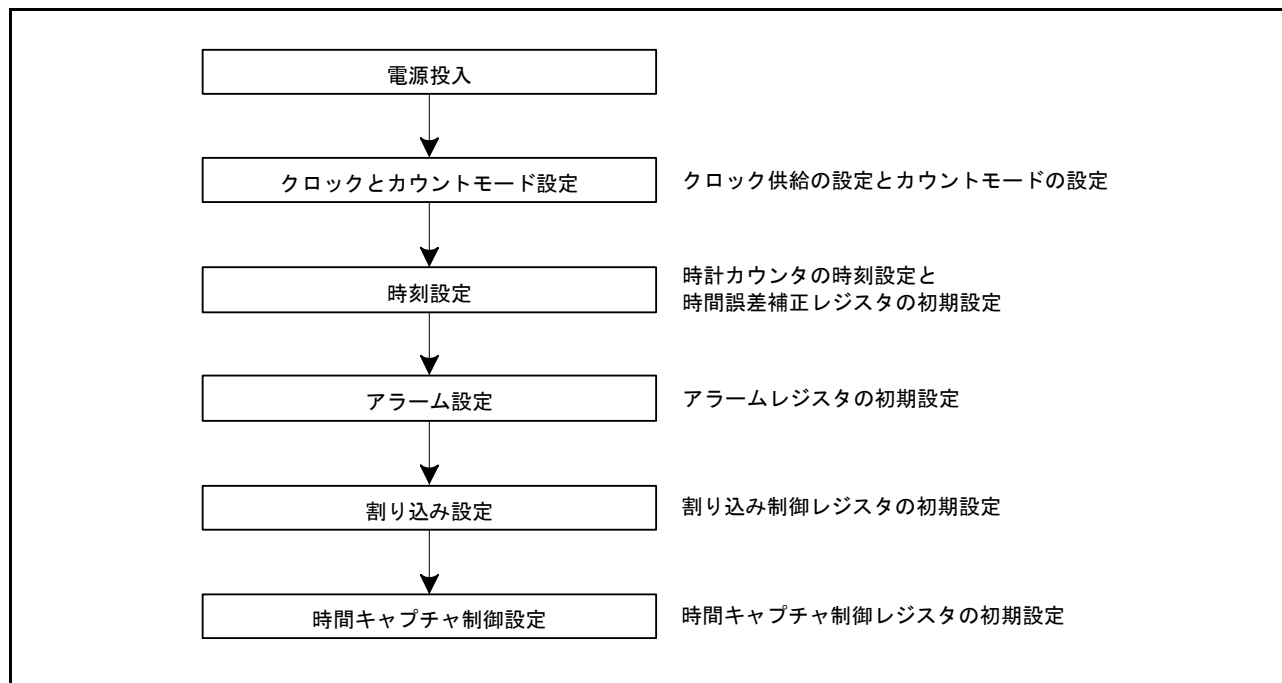 電源投入
クロックとカウントモード設定
クロック供給の設定とカウントモードの設定
時刻設定
時計カウンタの時刻設定と
時間誤差補正レジスタの初期設定
アラーム設定
アラームレジスタの初期設定
割り込み設定
割り込み制御レジスタの初期設定
時間キャプチャ制御設定
時間キャプチャ制御レジスタの初期設定